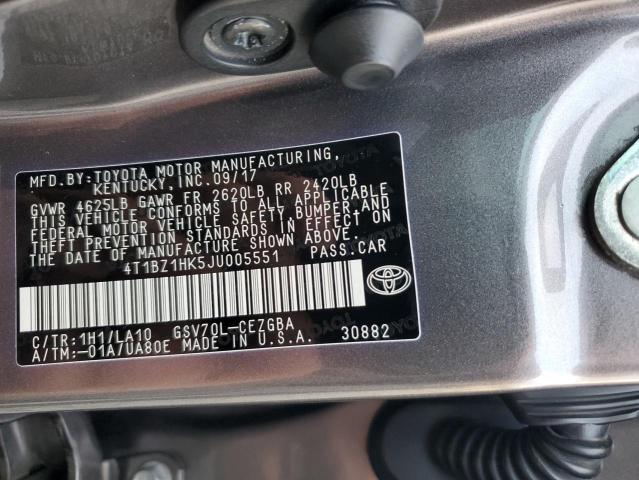 MFD.BY:TOYOTA MOTOR MANUFACTURING,
KENTUCKY, INC.09/17
GVWR 4625LB GAWR FR 2620LB RR 2420LB
THIS VEHICLE CONFORMS TO ALL APPLICABLE
FEDERAL MOTOR VEHICLE SAFETY, BUMPER, AND
THEFT PREVENTION STANDARDS IN EFFECT ON
THE DATE OF MANUFACTURE SHOWN ABOVE.
4T1BZ1HK5JU005551 PASS.CAR
C/TR:1H1/LA10 GSV70L-CEZGBA
A/TM:-01A/UA80E MADE IN U.S.A. 30882